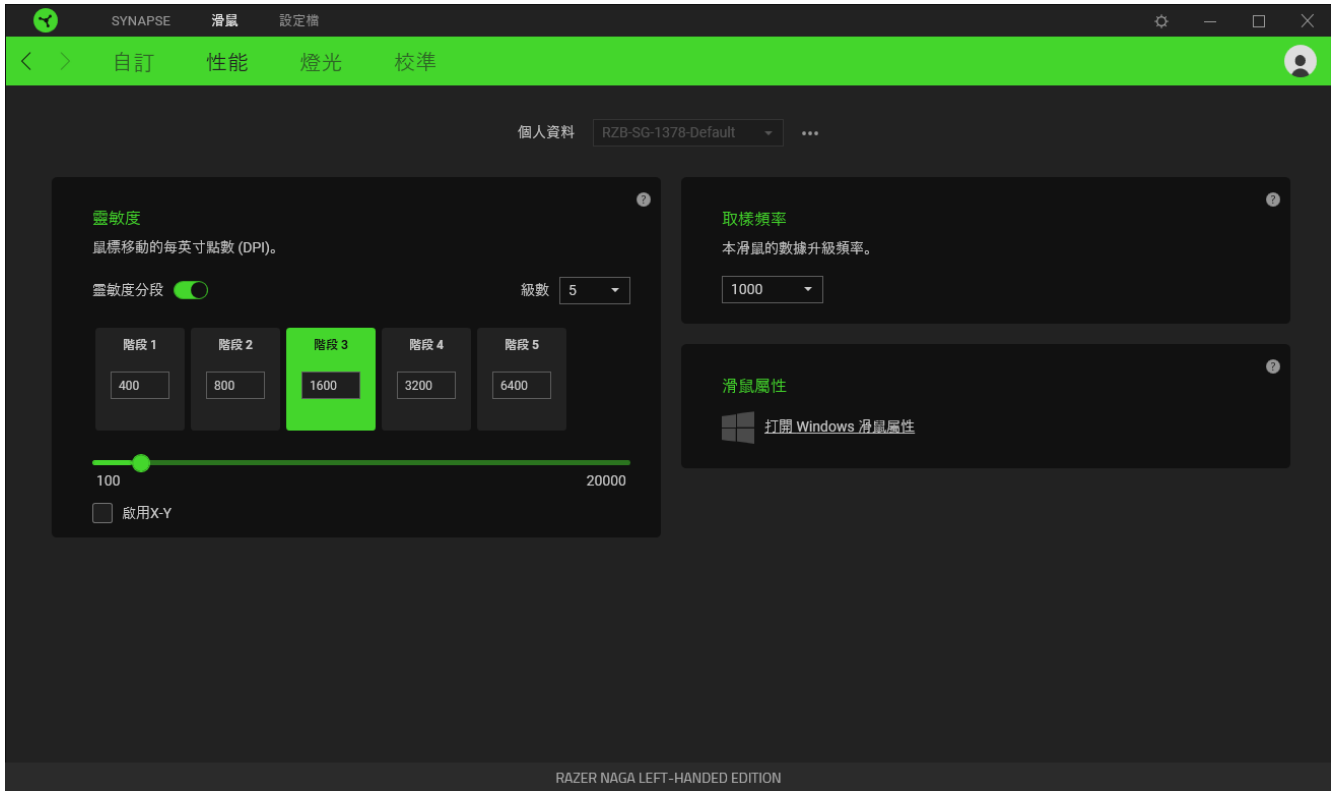 SYNAPSE 滑鼠 設定檔
自訂 性能 燈光 校準
個人資料 RZB-SG-1378-Default
靈敏度
鼠標移動的每英寸點數 (DPI)。
靈敏度分段 級數 5
階段 1 階段 2 階段 3 階段 4 階段 5
400 800 1600 3200 6400
100 20000
啟用X-Y
取樣頻率
本滑鼠的數據升級頻率。
1000
滑鼠屬性
打開 Windows 滑鼠屬性
RAZER NAGA LEFT-HANDED EDITION